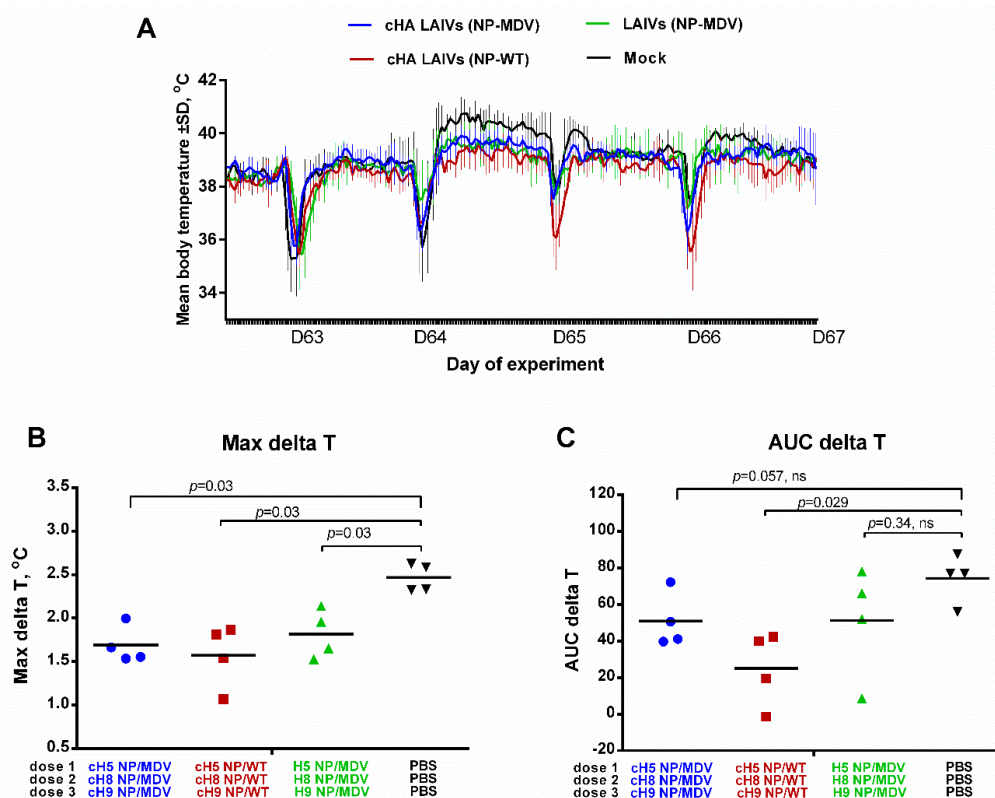 A
cHA LAIVs (NP-MDV)
LAIVs (NP-MDV)
cHA LAIVs (NP-WT)
Mock
Mean body temperature ±SD, °C
42
40
38
36
34
D63 D64 D65 D66 D67
Day of experiment
B
Max delta T
3.5
3.0
2.5
2.0
1.5
1.0
0.5
Max delta T, °C
p=0.03
p=0.03
p=0.03
dose 1 cH5 NP/MDV cH5 NP/WT H5 NP/MDV PBS
dose 2 cH8 NP/MDV cH8 NP/WT H8 NP/MDV PBS
dose 3 cH9 NP/MDV cH9 NP/WT H9 NP/MDV PBS
C
AUC delta T
120
100
80
60
40
20
0
-20
AUC delta T
p=0.057, ns
p=0.029
p=0.34, ns
dose 1 cH5 NP/MDV cH5 NP/WT H5 NP/MDV PBS
dose 2 cH8 NP/MDV cH8 NP/WT H8 NP/MDV PBS
dose 3 cH9 NP/MDV cH9 NP/WT H9 NP/MDV PBS